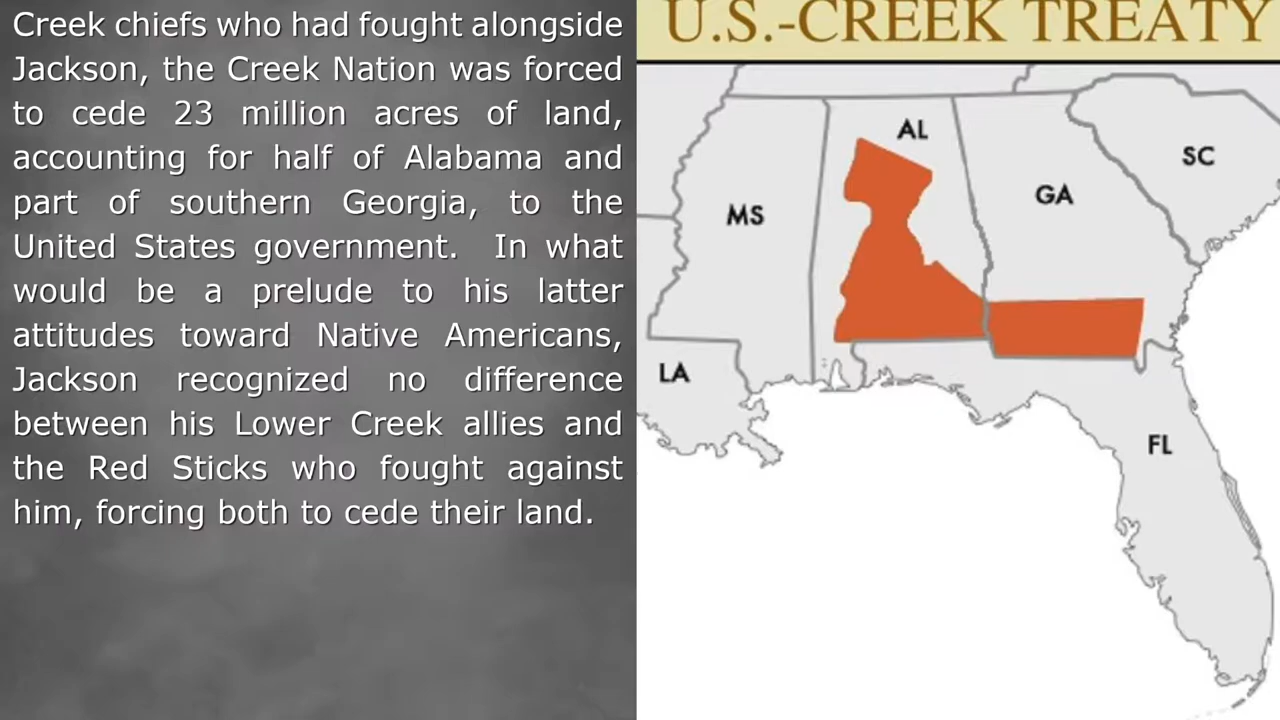 Creek chiefs who had fought alongside
Jackson, the Creek Nation was forced
to cede 23 million acres of land,
accounting for half of Alabama and
part of southern Georgia, to the
United States government. In what
would be a prelude to his latter
attitudes toward Native Americans,
Jackson recognized no difference
between his Lower Creek allies and
the Red Sticks who fought against
him, forcing both to cede their land.
U.S.-CREEK TREATY
AL
SC
GA
MS
LA
FL